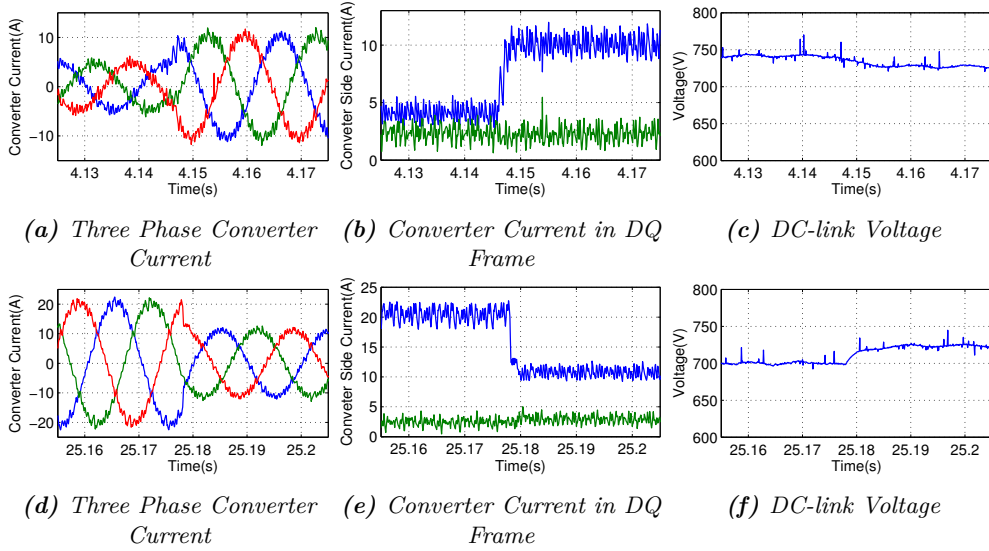 Converter Current(A)
10
0
−10
4.13 4.14 4.15 4.16 4.17
Time(s)
Conveter Side Current(A)
10
5
0
4.13 4.14 4.15 4.16 4.17
Time(s)
Voltage(V)
800
750
700
650
600
4.13 4.14 4.15 4.16 4.17
Time(s)
(a) Three Phase Converter
Current
(b) Converter Current in DQ
Frame
(c) DC-link Voltage
Converter Current(A)
20
10
0
−10
−20
25.16 25.17 25.18 25.19 25.2
Time(s)
Conveter Side Current(A)
25
20
15
10
5
0
25.16 25.17 25.18 25.19 25.2
Time(s)
Voltage(V)
800
750
700
650
600
25.16 25.17 25.18 25.19 25.2
Time(s)
(d) Three Phase Converter
Current
(e) Converter Current in DQ
Frame
(f) DC-link Voltage